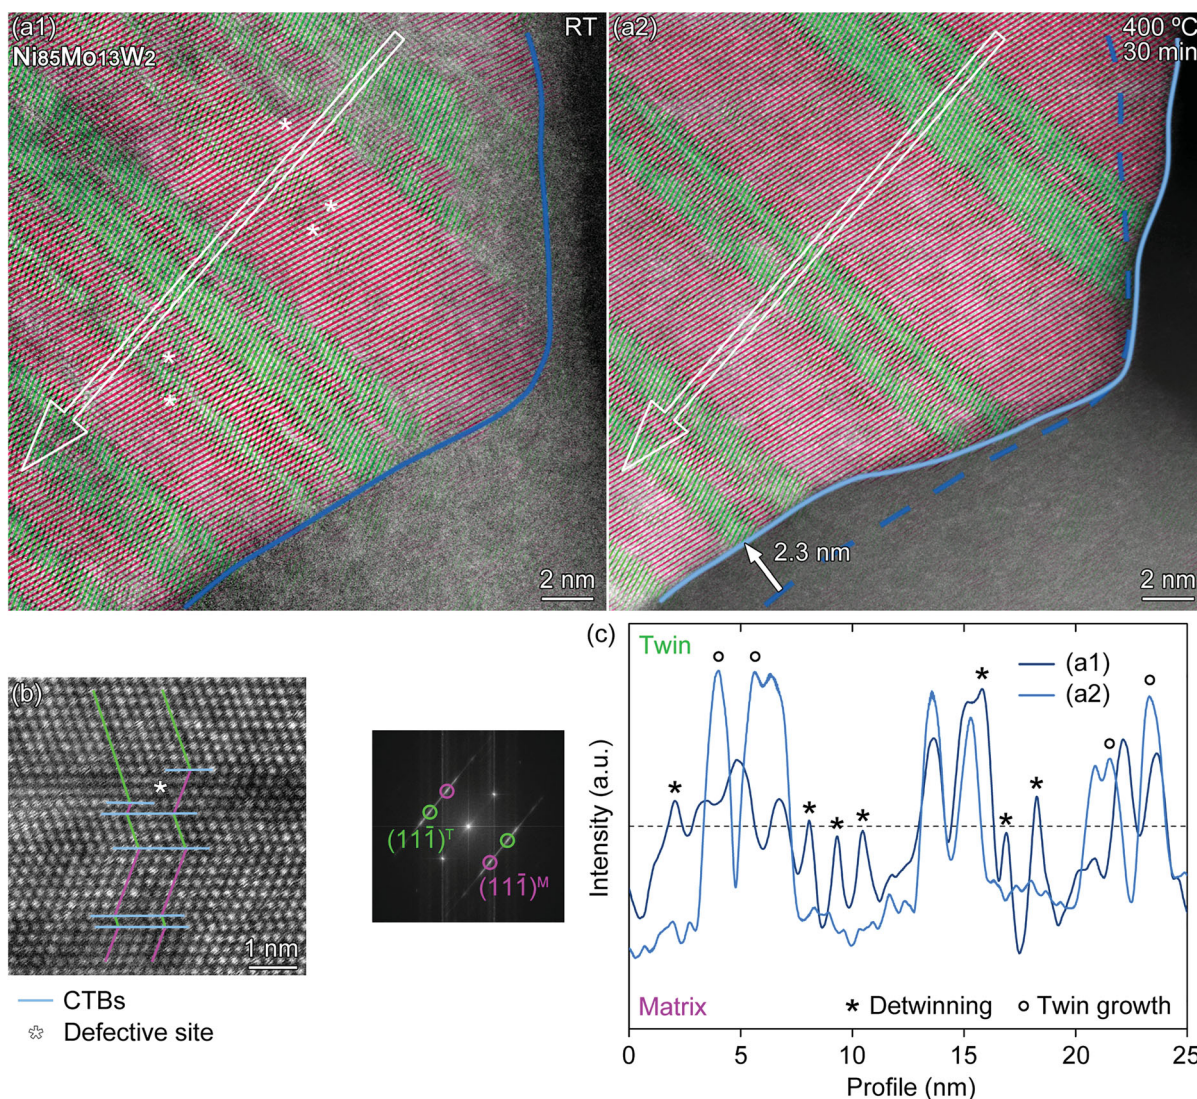 (a1)
RT
Ni85Mo13W2
2 nm
(a2)
400 ºC
30 min
2.3 nm
2 nm
(b)
1 nm
CTBs
* Defective site
(111̄)ᵀ
(111̄)ᴹ
(c)
Twin
(a1)
(a2)
Intensity (a.u.)
Matrix
* Detwinning
Twin growth
0 5 10 15 20 25
Profile (nm)